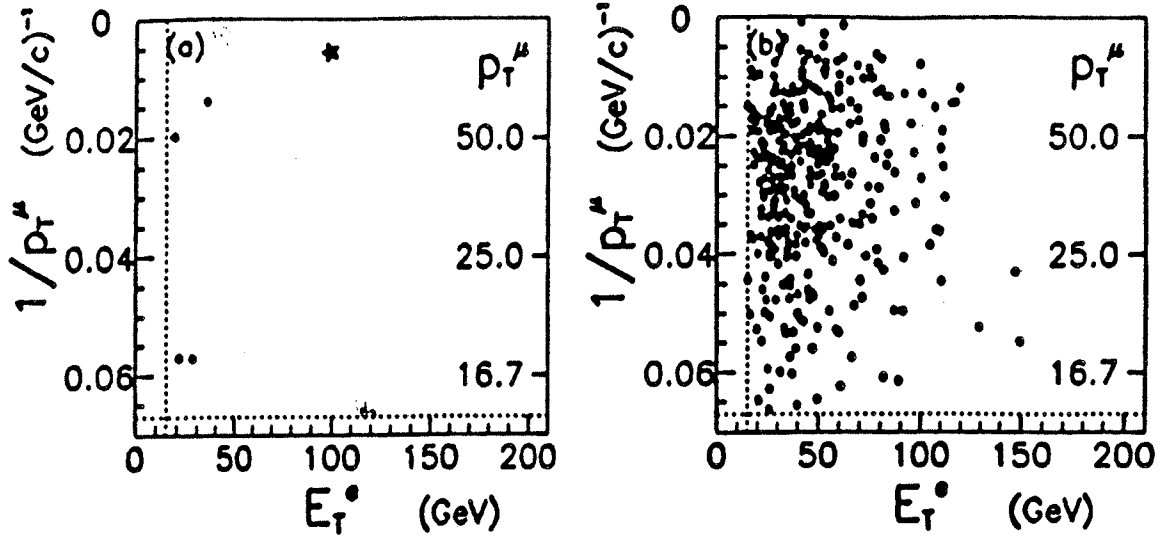 (a)
p_T^μ
0
0.02
0.04
0.06
50.0
25.0
16.7
1/p_T^μ (GeV/c)⁻¹
0 50 100 150 200
E_T^e (GeV)
(b)
p_T^μ
0
0.02
0.04
0.06
50.0
25.0
16.7
1/p_T^μ (GeV/c)⁻¹
0 50 100 150 200
E_T^e (GeV)